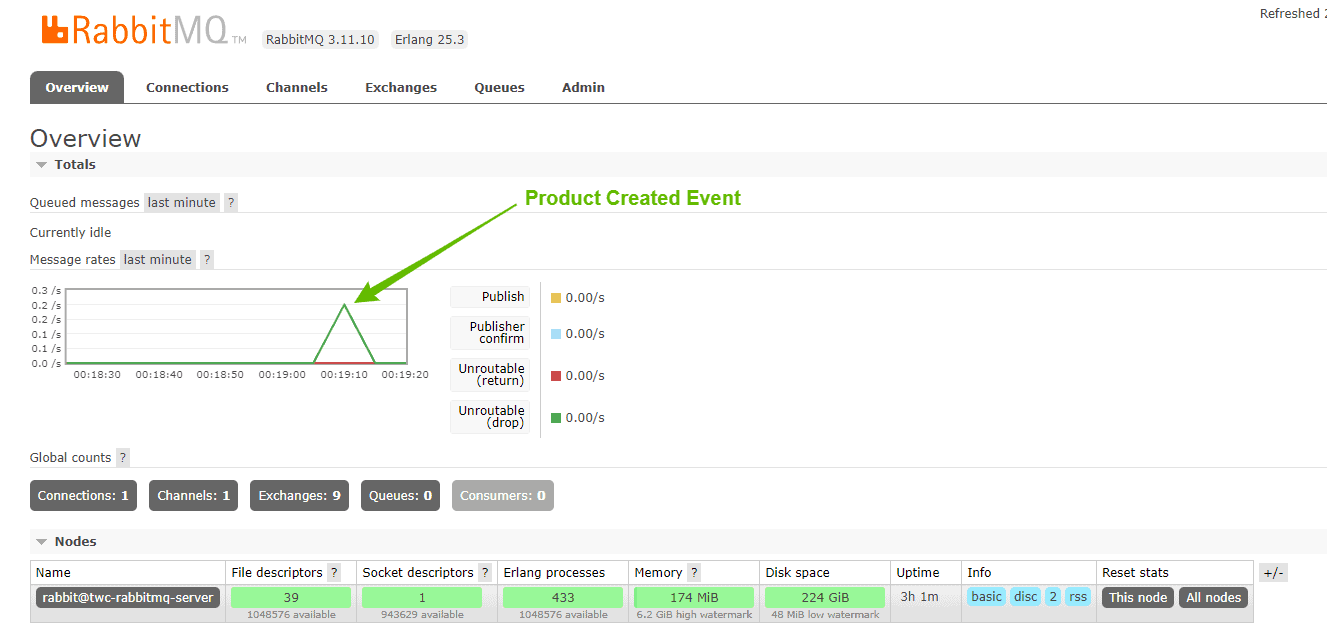 Refreshed 2
RabbitMQ TM RabbitMQ 3.11.10 Erlang 25.3
Overview Connections Channels Exchanges Queues Admin
Overview
Totals
Product Created Event
Queued messages last minute ?
Currently idle
Message rates last minute ?
0.3 /s
0.2 /s
0.2 /s
0.1 /s
0.1 /s
0.0 /s
00:18:30 00:18:40 00:18:50 00:19:00 00:19:10 00:19:20
Publish 0.00/s
Publisher
confirm 0.00/s
Unroutable
(return) 0.00/s
Unroutable
(drop) 0.00/s
Global counts ?
Connections: 1 Channels: 1 Exchanges: 9 Queues: 0 Consumers: 0
Nodes
Name File descriptors ? Socket descriptors ? Erlang processes Memory ? Disk space Uptime Info Reset stats +/-
rabbit@twc-rabbitmq-server 39 1 433 174 MiB 224 GiB 3h 1m basic disc 2 rss This node All nodes
1048576 available 943629 available 1048576 available 6.2 GiB high watermark 48 MiB low watermark